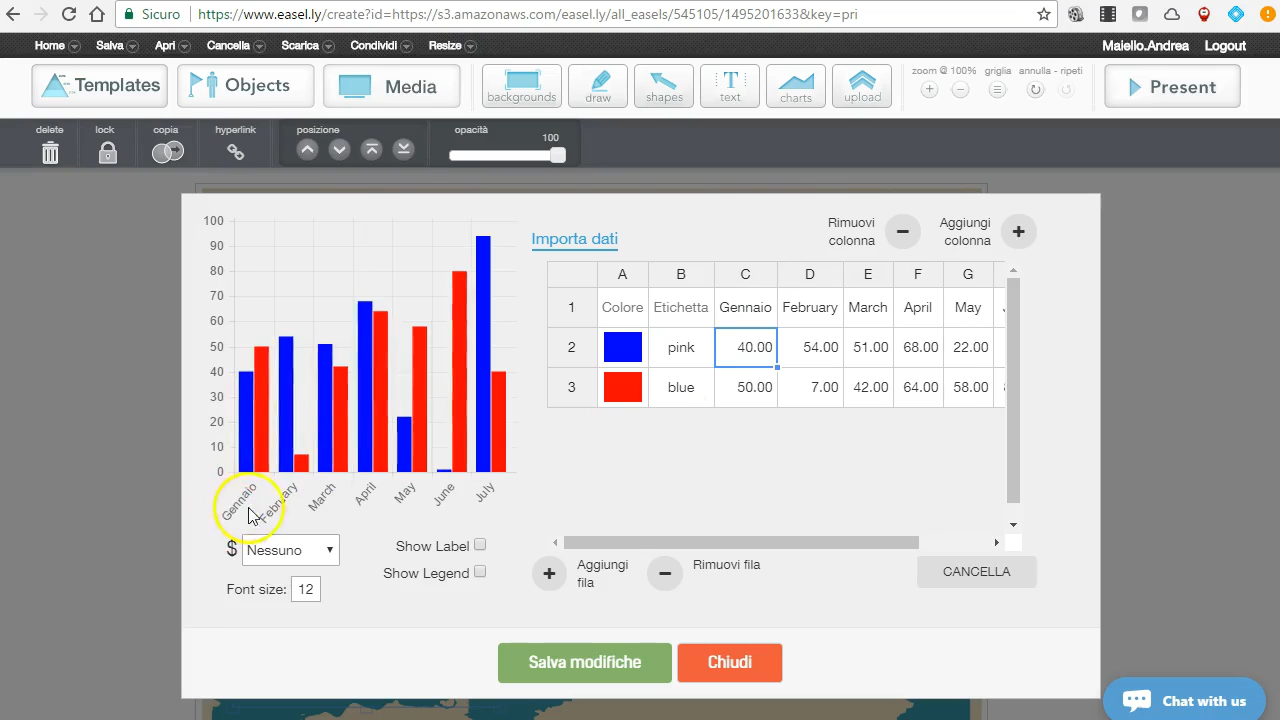 Sicuro https://www.easel.ly/create?id=https://s3.amazonaws.com/easel.ly/all_easels/545105/1495201633&key=pri
Home Salva Apri Cancella Scarica Condividi Resize Maiello.Andrea Logout
Templates Objects Media backgrounds draw shapes text charts upload zoom @ 100% griglia annulla - ripeti Present
delete lock copia hyperlink posizione opacità
100
Rimuovi colonna Aggiungi colonna
Importa dati
100
90
80
70
60
50
40
30
20
10
0
Gennaio February March April May June July
A B C D E F G
1 Colore Etichetta Gennaio February March April May
2 pink 40.00 54.00 51.00 68.00 22.00
3 blue 50.00 7.00 42.00 64.00 58.00
$ Nessuno Show Label
Show Legend
Font size: 12
Aggiungi fila Rimuovi fila CANCELLA
Salva modifiche Chiudi
Chat with us